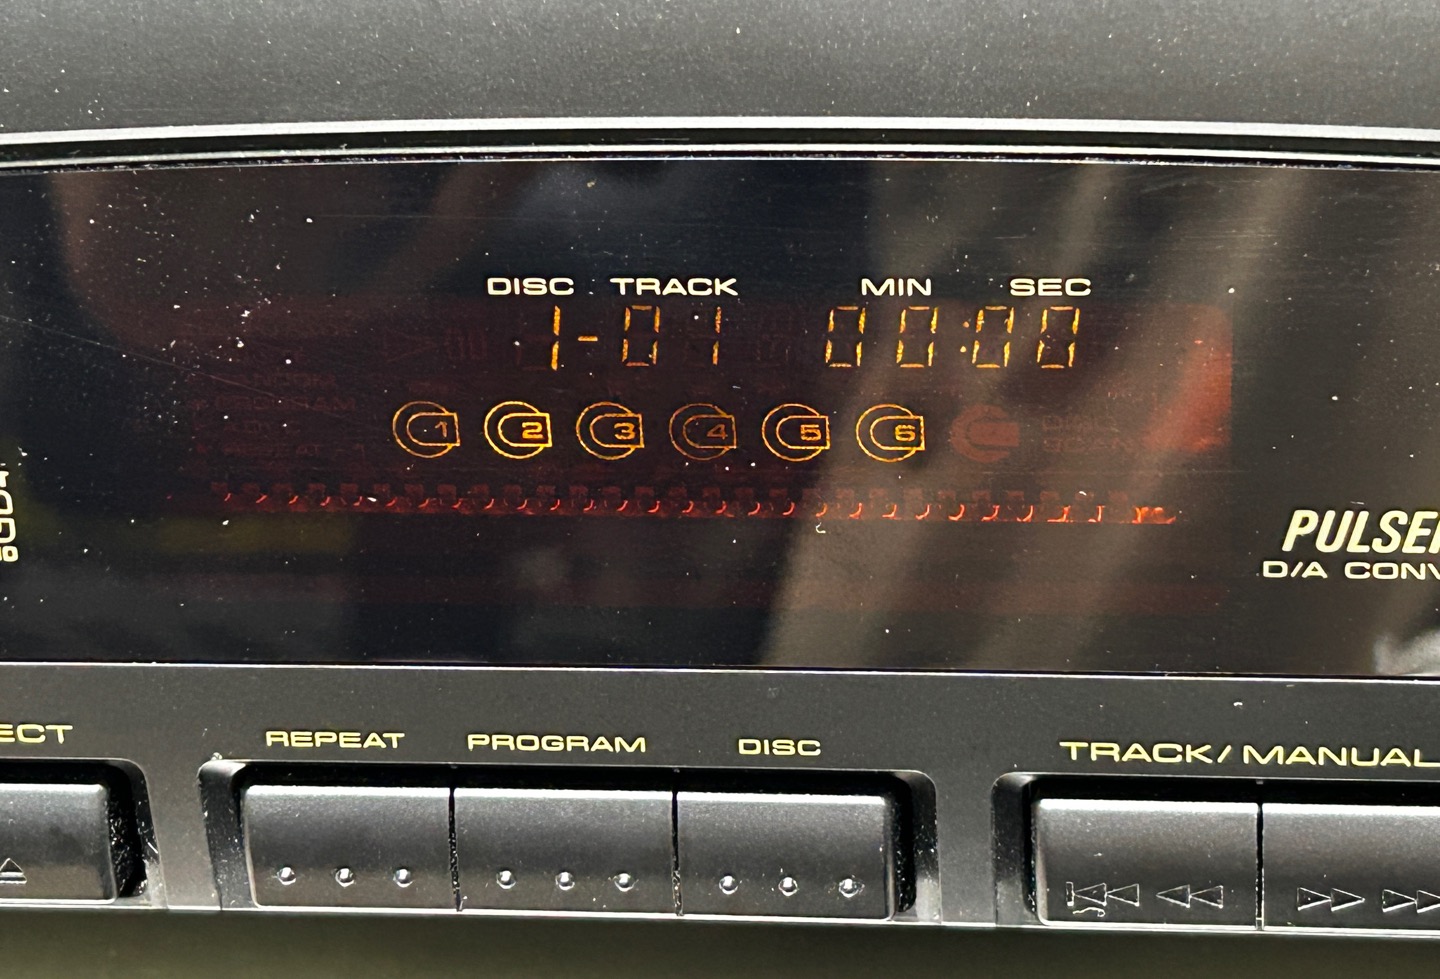 DISC TRACK MIN SEC
1-01 00:00
1 2 3 4 5 6
PULSE
D/A CONV
ECT
REPEAT PROGRAM DISC
TRACK/MANUAL